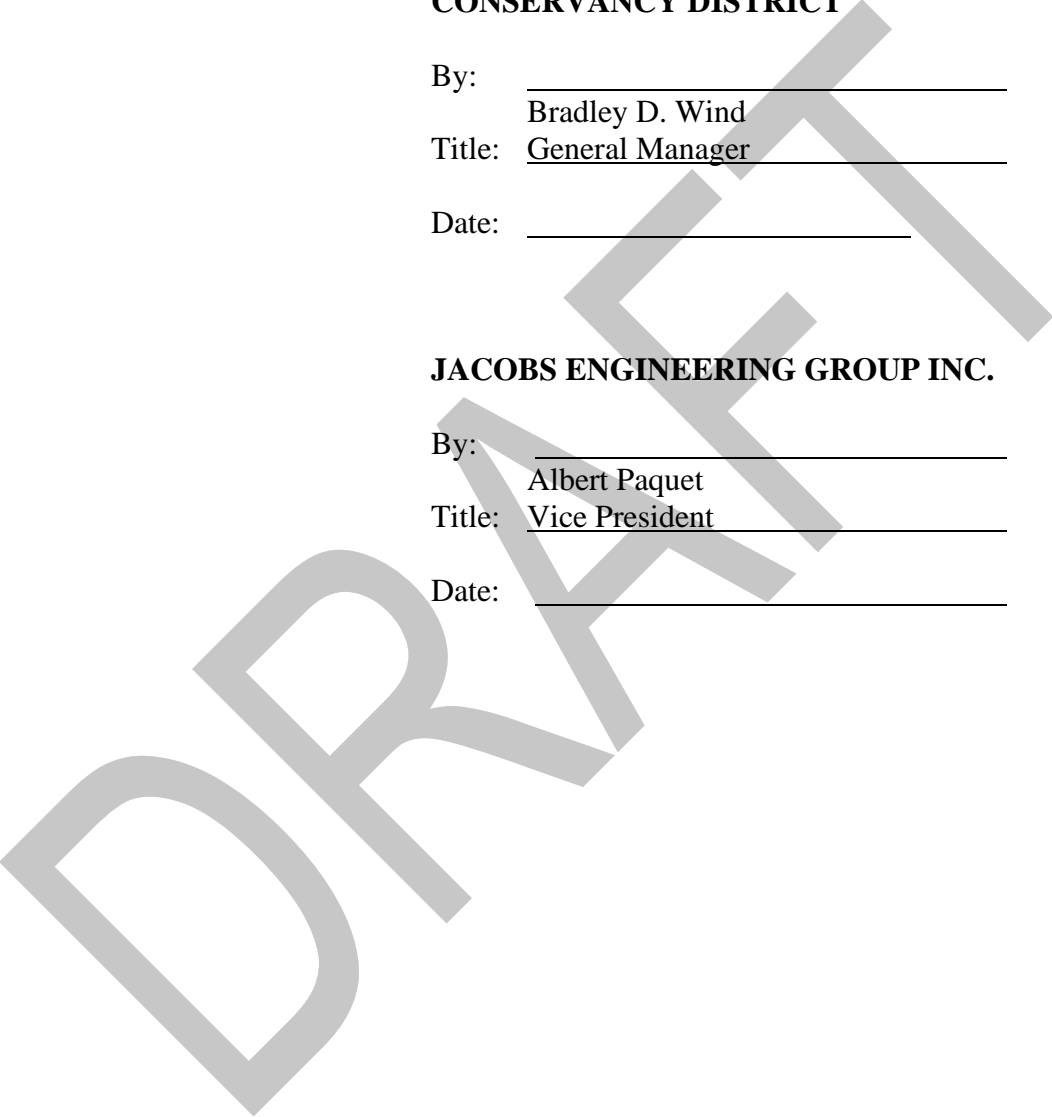 CONSERVANCY DISTRICT
By:
Bradley D. Wind
Title: General Manager
Date:
JACOBS ENGINEERING GROUP INC.
By:
Albert Paquet
Title: Vice President
Date:
DRAFT